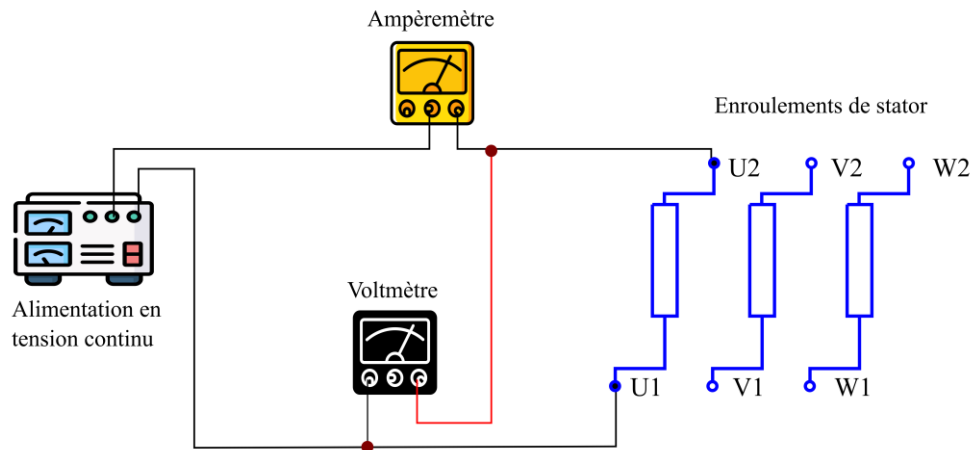 Ampèremètre
Enroulements de stator
U2
V2
W2
Alimentation en
tension continu
Voltmètre
U1
V1
W1